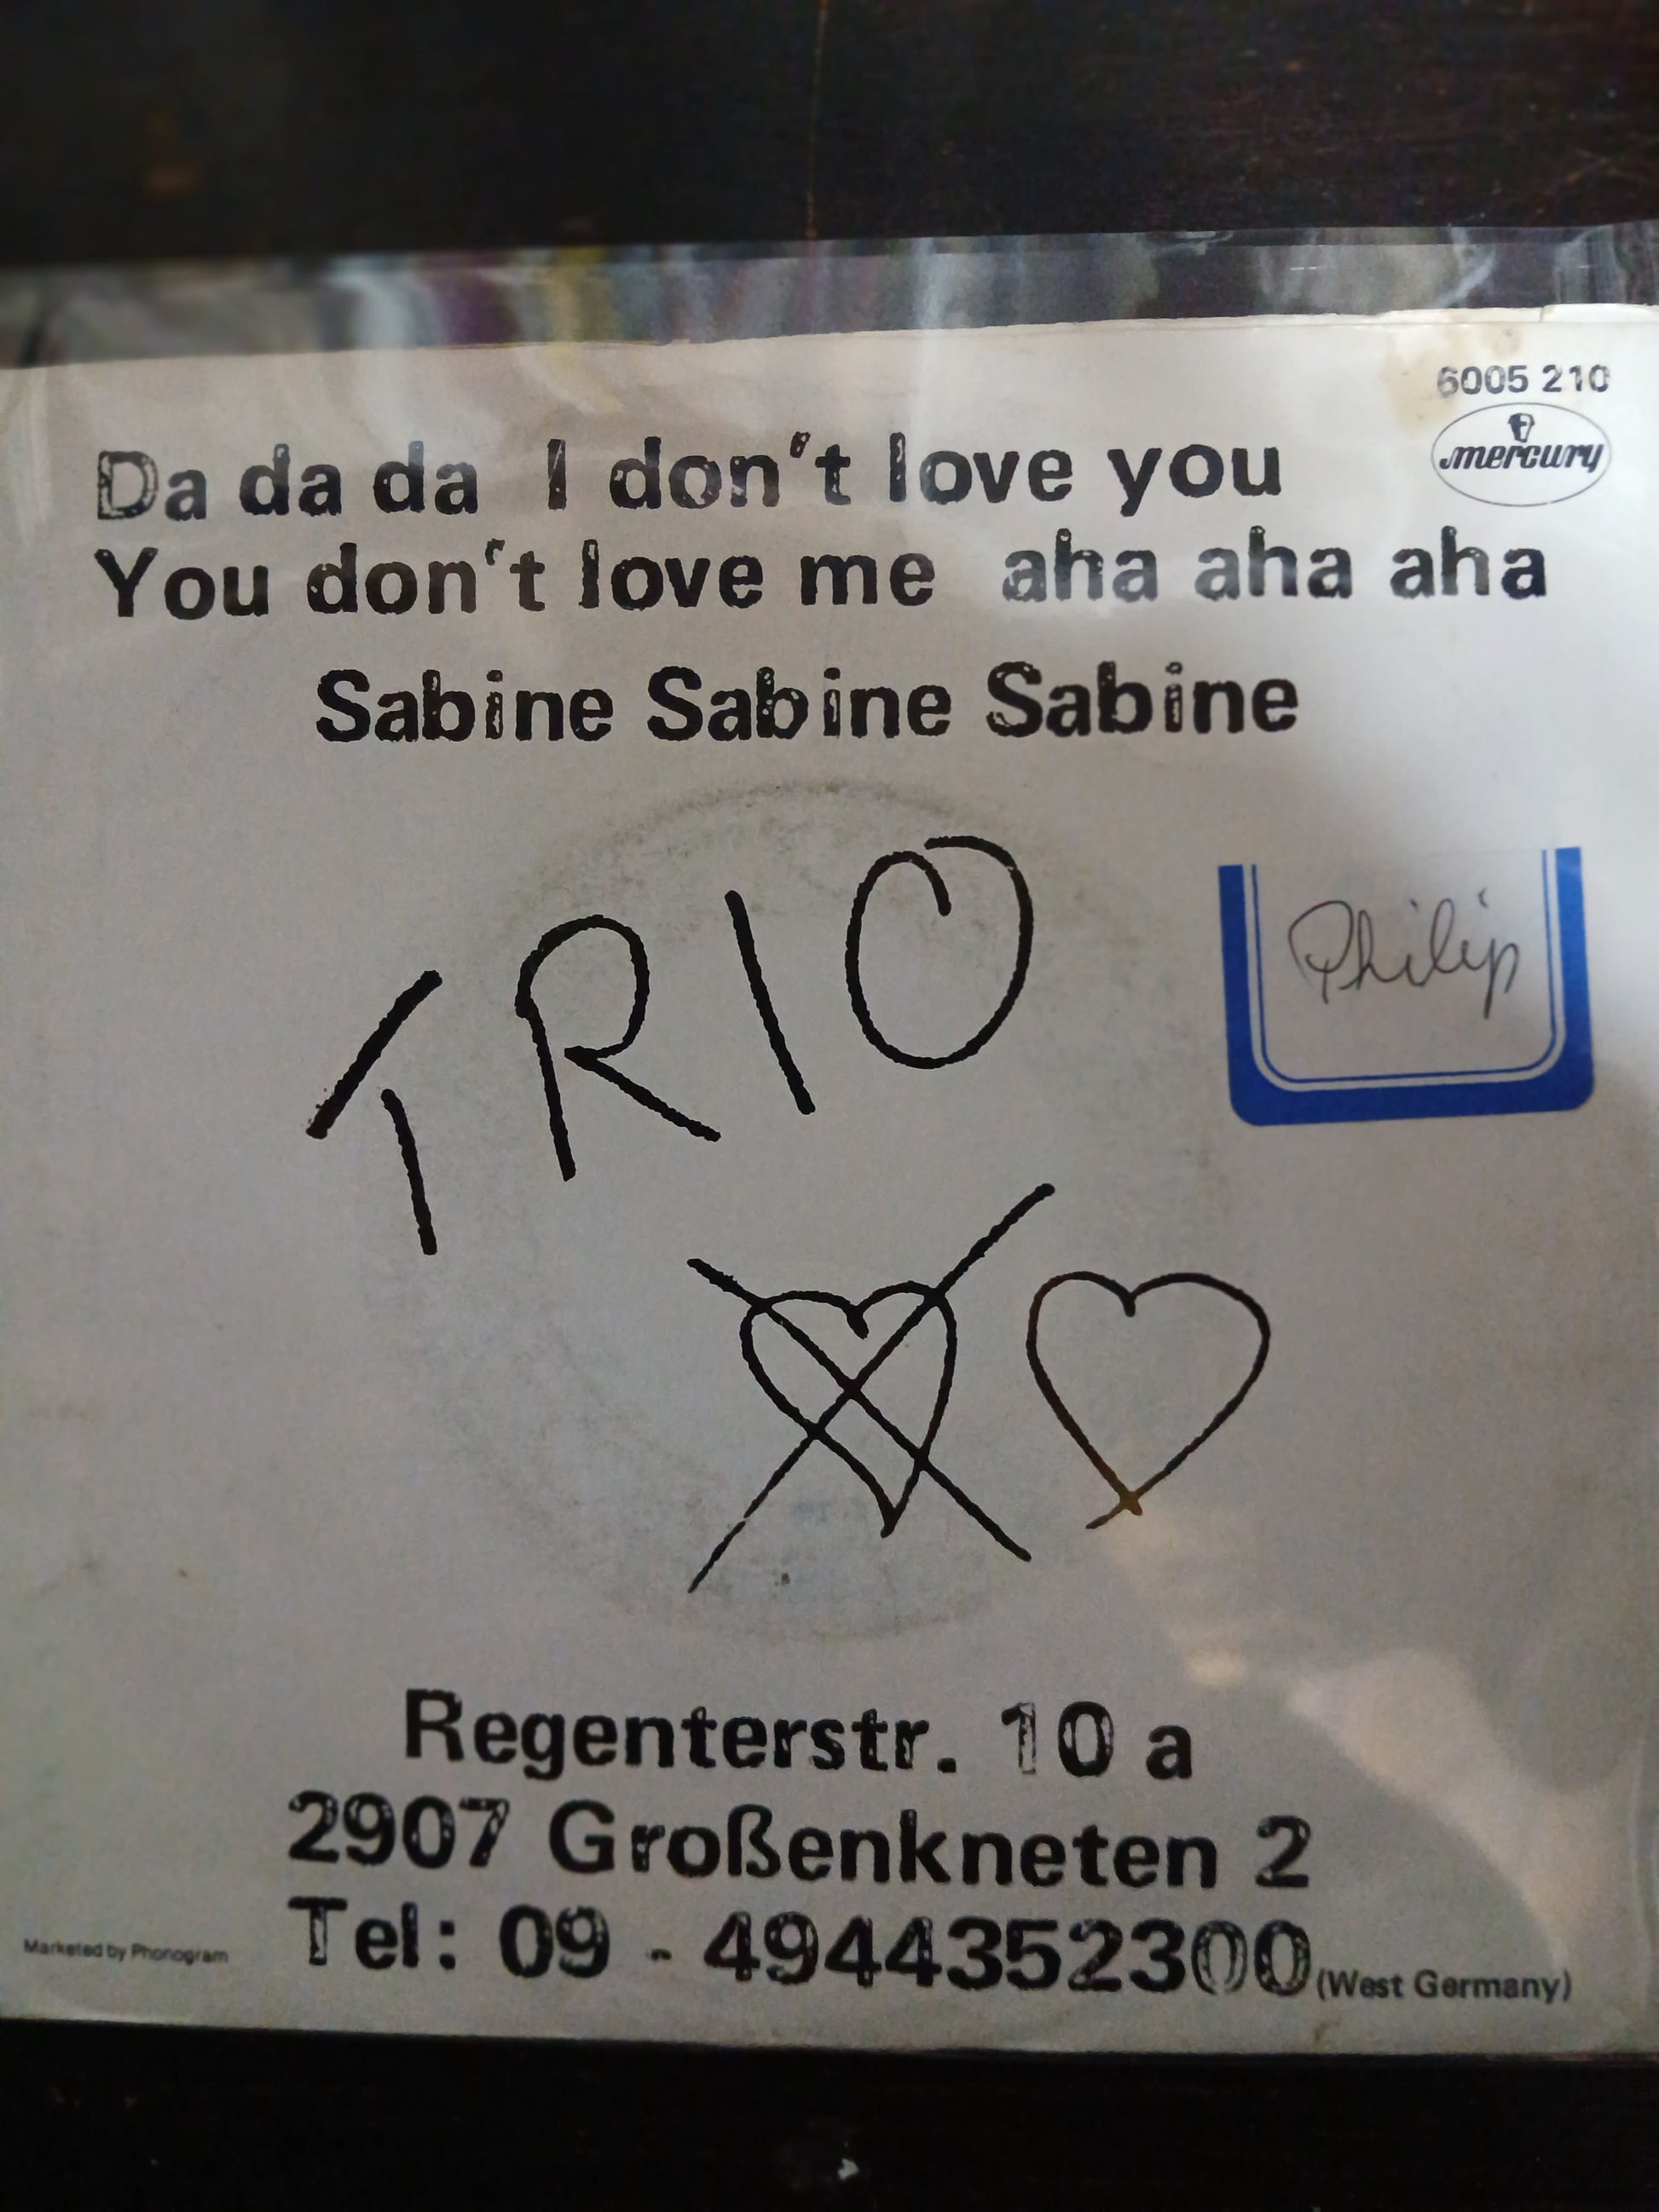 6005 210
mercury
Da da da I don't love you
You don't love me aha aha aha
Sabine Sabine Sabine
TRIO
Philip
Regenterstr. 10 a
2907 Großenkneten 2
Tel: 09 - 4944352300 (West Germany)
Marketed by Phonogram